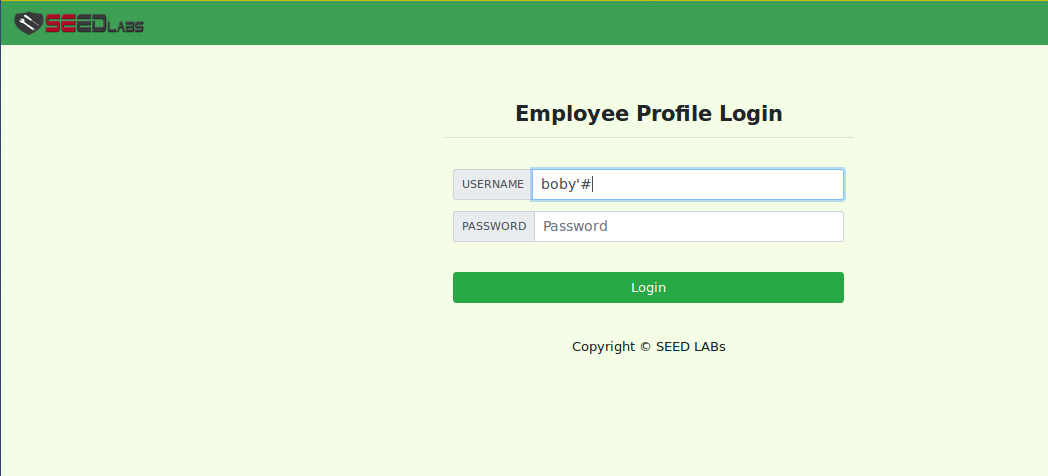 SEEDLABS
Employee Profile Login
USERNAME boby'#
PASSWORD Password
Login
Copyright © SEED LABs